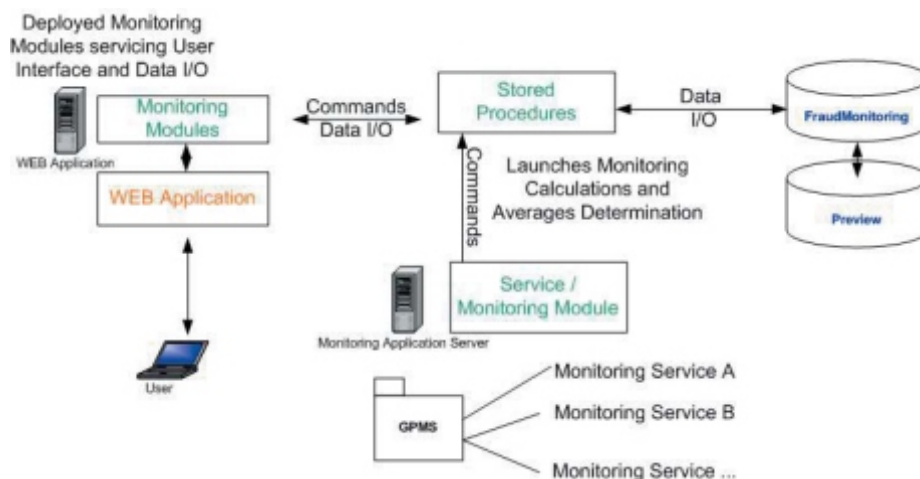 Deployed Monitoring
Modules servicing User
Interface and Data I/O
Monitoring
Modules
WEB Application
WEB Application
User
Commands
Data I/O
Stored
Procedures
Data
I/O
FraudMonitoring
Preview
Commands
Launches Monitoring
Calculations and
Averages Determination
Service /
Monitoring Module
Monitoring Application Server
GPMS
Monitoring Service A
Monitoring Service B
Monitoring Service ...